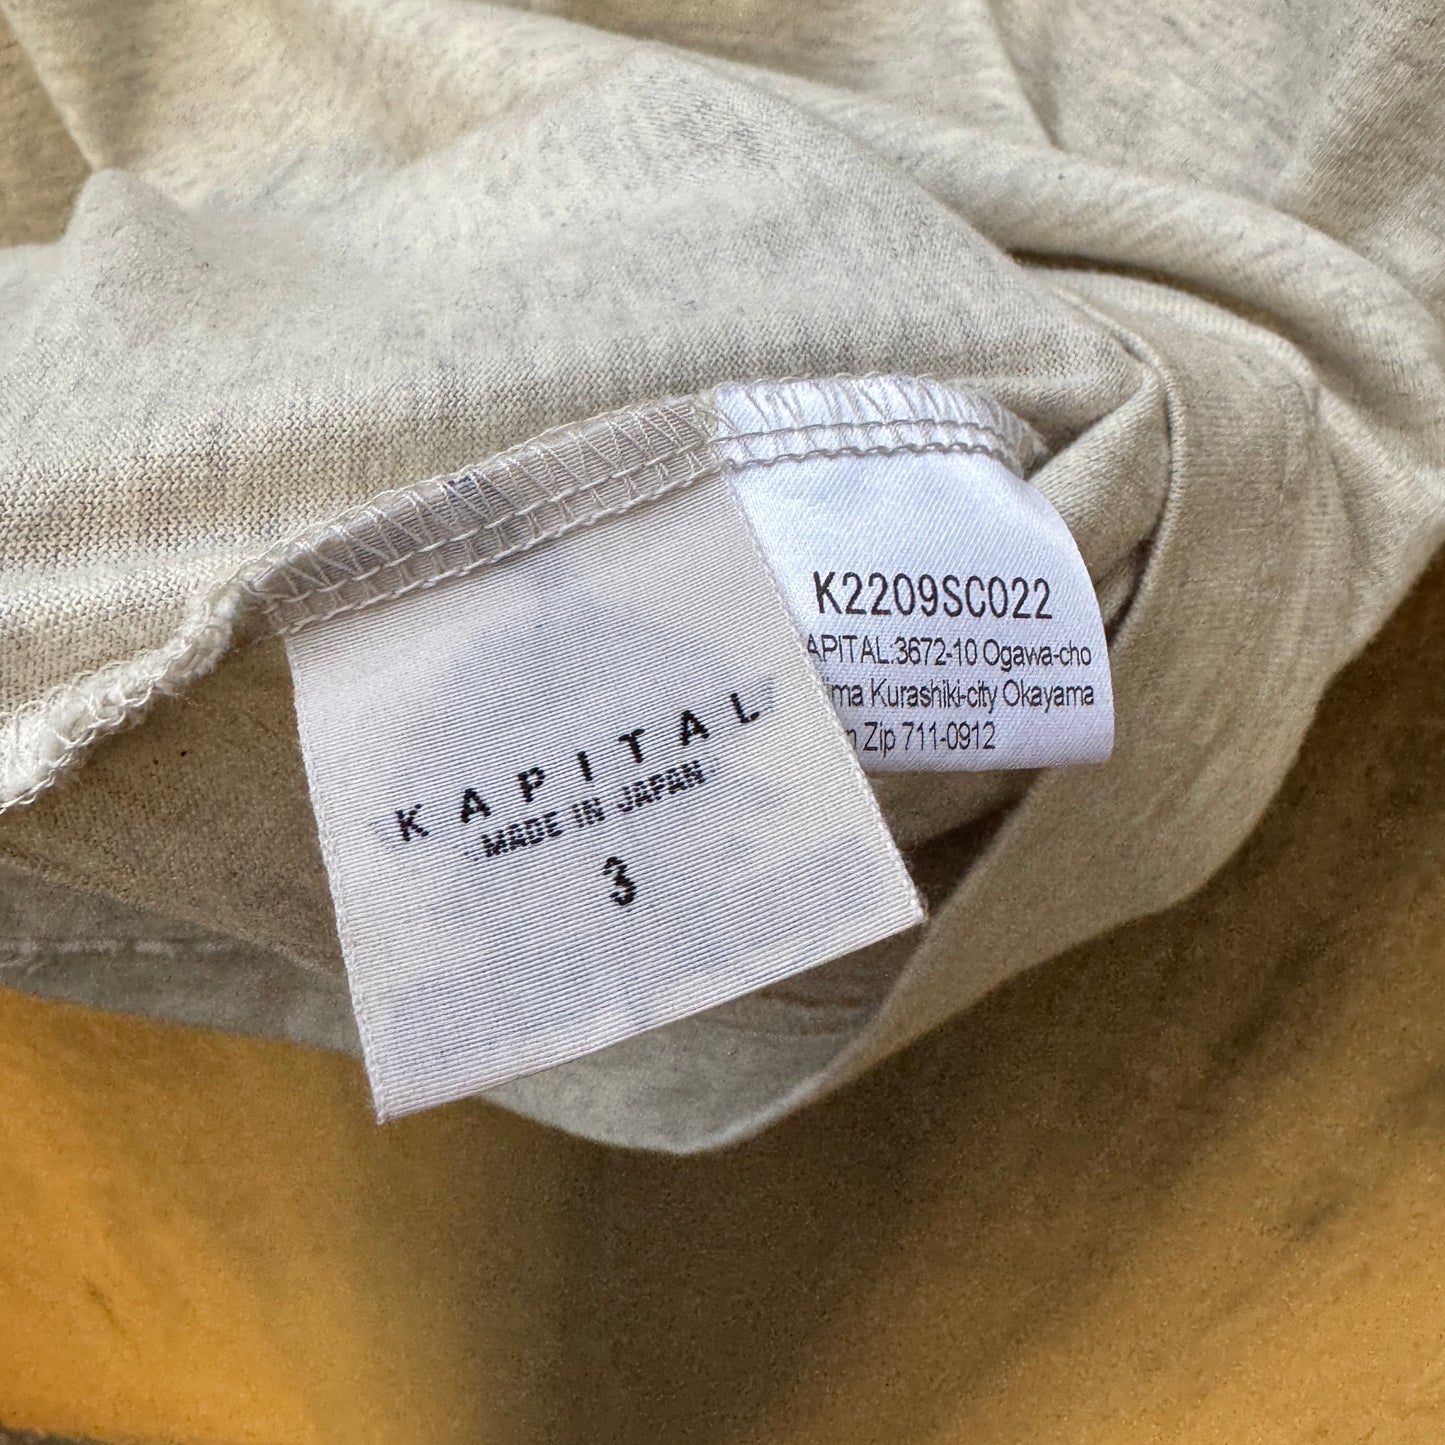 KAPITAL
MADE IN JAPAN
3
K2209SC022
APITAL.3672-10 Ogawa-cho
ima Kurashiki-city Okayama
n Zip 711-0912